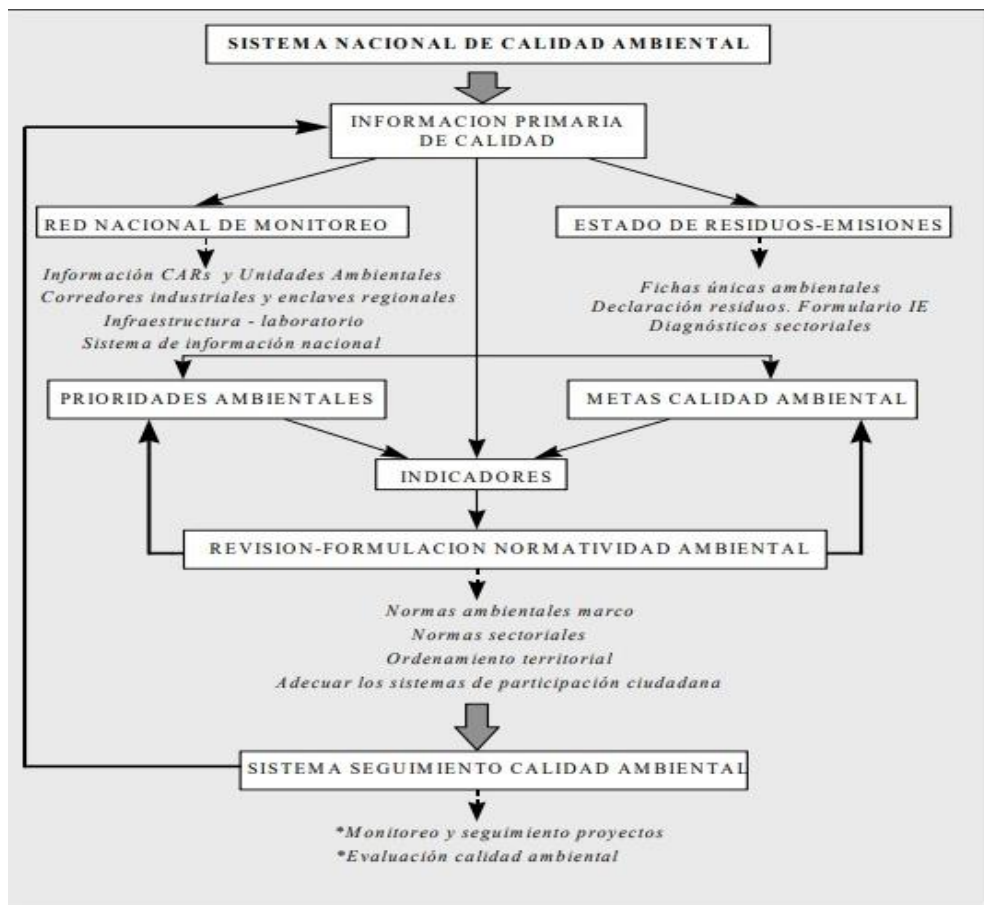 SISTEMA NACIONAL DE CALIDAD AMBIENTAL
INFORMACION PRIMARIA
DE CALIDAD
RED NACIONAL DE MONITOREO
ESTADO DE RESIDUOS-EMISIONES
Información CARs y Unidades Ambientales
Corredores industriales y enclaves regionales
Infraestructura - laboratorio
Sistema de información nacional
Fichas únicas ambientales
Declaración residuos. Formulario IE
Diagnósticos sectoriales
PRIORIDADES AMBIENTALES
METAS CALIDAD AMBIENTAL
INDICADORES
REVISION-FORMULACION NORMATIVIDAD AMBIENTAL
Normas ambientales marco
Normas sectoriales
Ordenamiento territorial
Adecuar los sistemas de participación ciudadana
SISTEMA SEGUIMIENTO CALIDAD AMBIENTAL
*Monitoreo y seguimiento proyectos
*Evaluación calidad ambiental